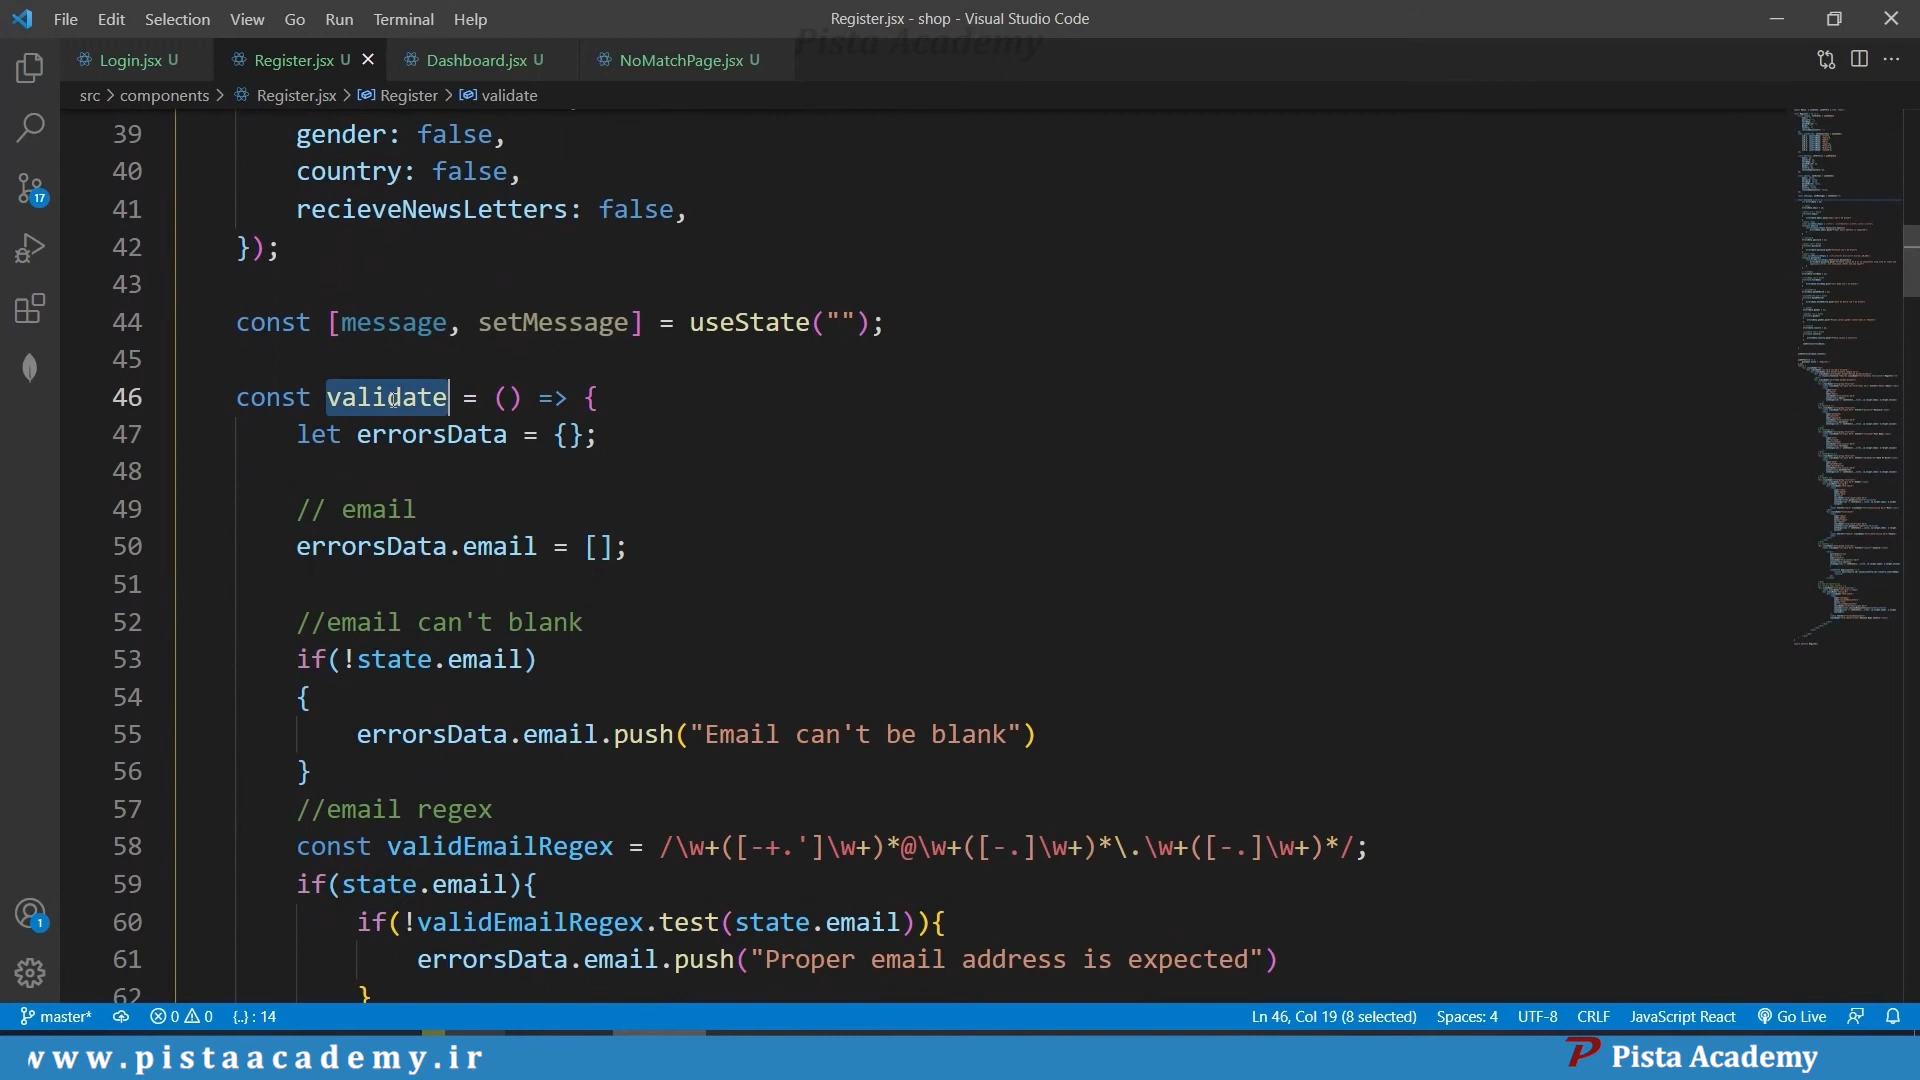 File Edit Selection View Go Run Terminal Help
Register.jsx - shop - Visual Studio Code
Pista Academy
Login.jsx U
Register.jsx U
Dashboard.jsx U
NoMatchPage.jsx U
src > components > Register.jsx > Register > validate
39 gender: false,
40 country: false,
41 recieveNewsLetters: false,
42 });
43
44 const [message, setMessage] = useState("");
45
46 const validate = () => {
47 let errorsData = {};
48
49 // email
50 errorsData.email = [];
51
52 //email can't blank
53 if(!state.email)
54 {
55 errorsData.email.push("Email can't be blank")
56 }
57 //email regex
58 const validEmailRegex = /\w+([-+.']\w+)*@\w+([-.]\w+)*\.\w+([-.]\w+)*/;
59 if(state.email){
60 if(!validEmailRegex.test(state.email)){
61 errorsData.email.push("Proper email address is expected")
62 }
17
1
master* 0 0 {..} : 14
Ln 46, Col 19 (8 selected) Spaces: 4 UTF-8 CRLF JavaScript React Go Live
www.pistaacademy.ir
Pista Academy